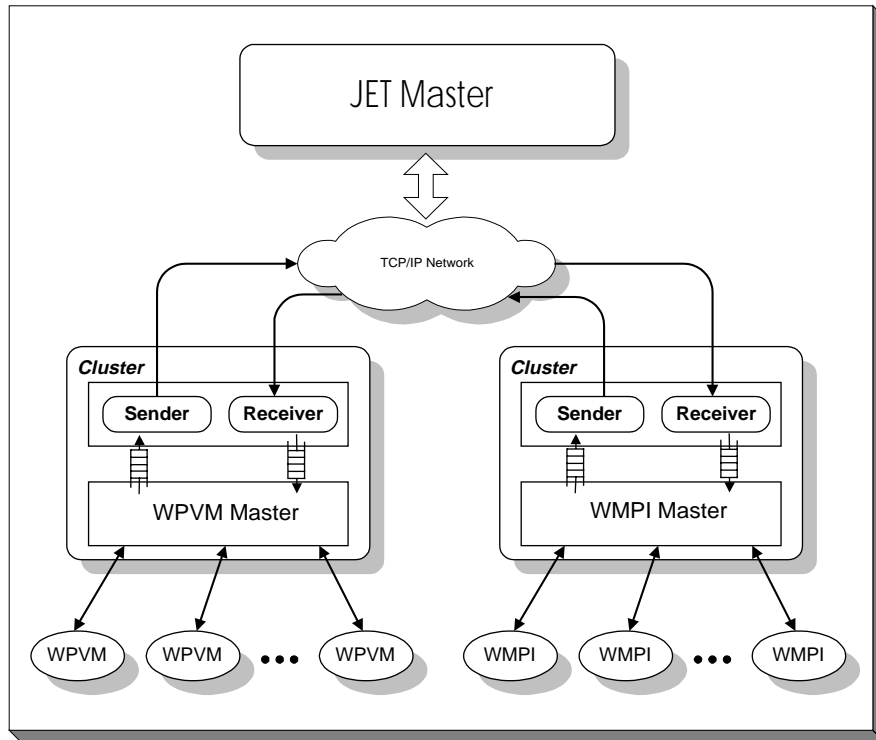 JET Master
TCP/IP Network
Cluster
Sender
Receiver
WPVM Master
WPVM
WPVM
WPVM
Cluster
Sender
Receiver
WMPI Master
WMPI
WMPI
WMPI